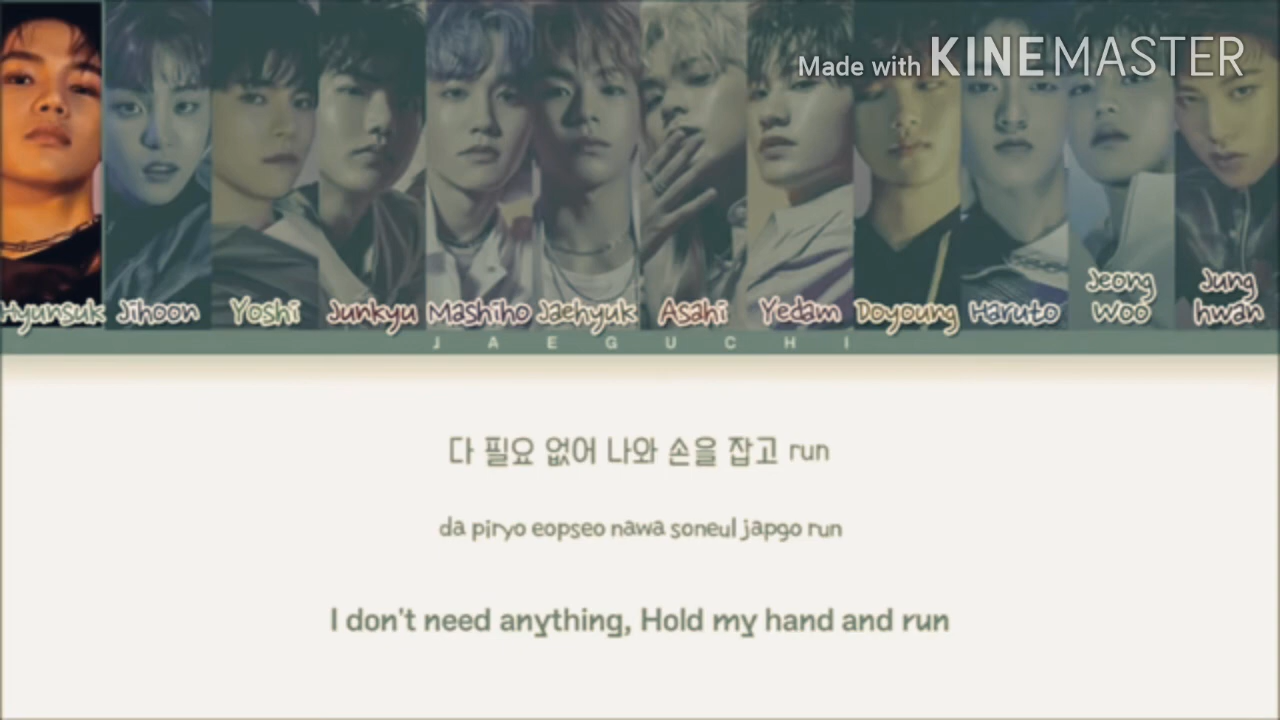 Made with KINEMASTER
Hyunsuk Jihoon Yoshi Junkyu Mashiho Jaehyuk Asahi Yedam Doyoung Haruto Jeong Woo Jung hwan
JAEGUCHI
다 필요 없어 나와 손을 잡고 run
da piryo eopseo nawa soneul japgo run
I don't need anything, Hold my hand and run